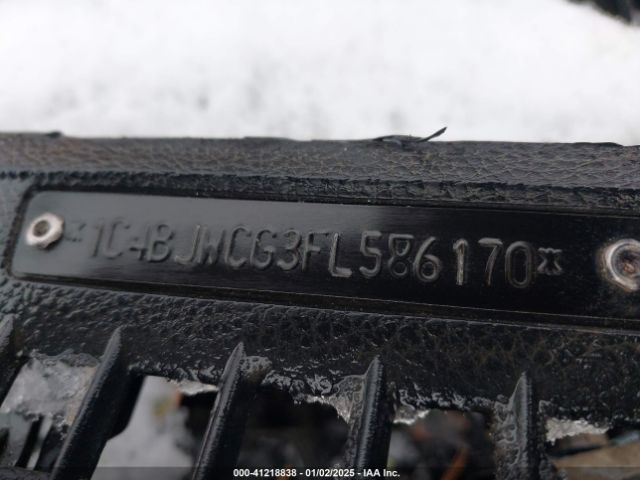 *1C4BJWCG3FL586170*
000-41218838 - 01/02/2025 - IAA Inc.